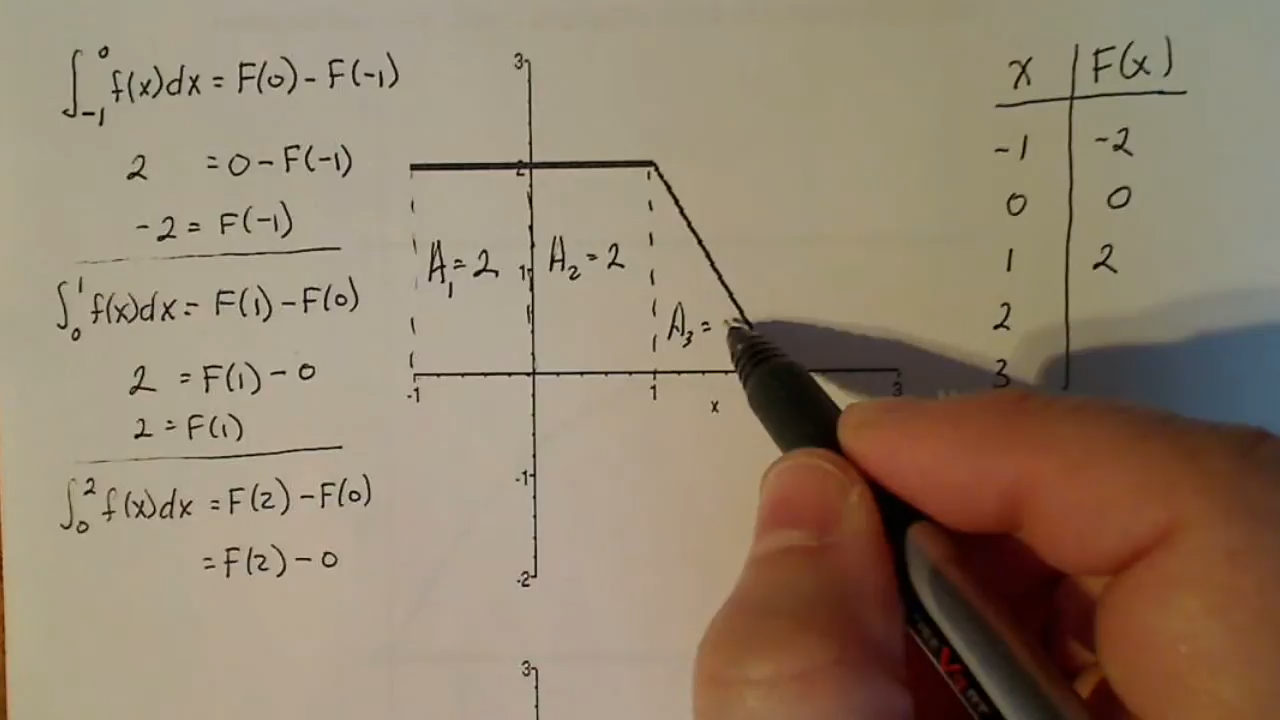 ∫₋₁⁰ f(x)dx = F(0) - F(-1)
2 = 0 - F(-1)
-2 = F(-1)
∫₀¹ f(x)dx = F(1) - F(0)
2 = F(1) - 0
2 = F(1)
∫₀² f(x)dx = F(2) - F(0)
= F(2) - 0
3
2
1
-1
-2
A₁ = 2
A₂ = 2
A₃ =
-1 1 3
x
3
x F(x)
-1 -2
0 0
1 2
2
3